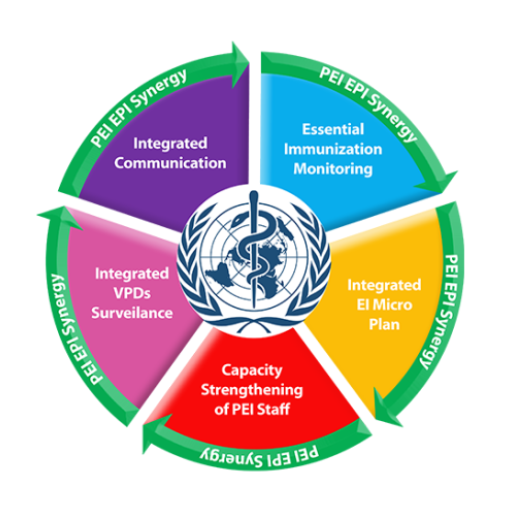 PEI EPI Synergy
Integrated
Communication
PEI EPI Synergy
Essential
Immunization
Monitoring
PEI EPI Synergy
Integrated
EI Micro
Plan
PEI EPI Synergy
Capacity
Strengthening
of PEI Staff
PEI EPI Synergy
Integrated
VPDs
Surveilance